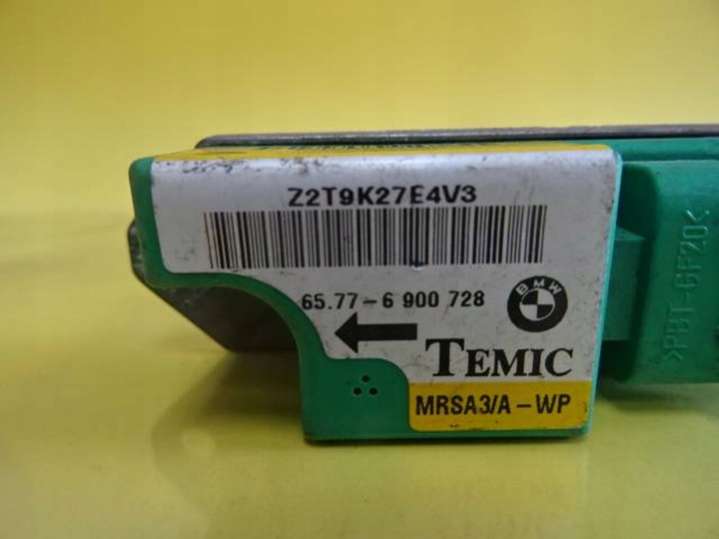 Z2T9K27E4V3
65.77-6 900 728
BMW
TEMIC
MRSA3/A-WP
>PBT-GF20<